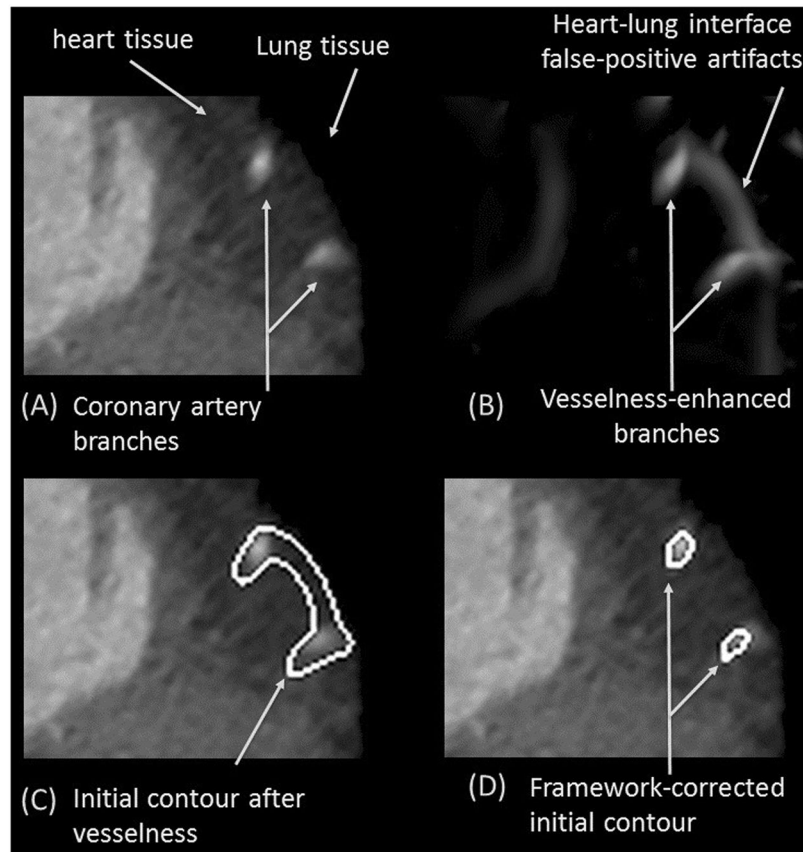 heart tissue
Lung tissue
Heart-lung interface
false-positive artifacts
(A) Coronary artery
branches
(B) Vesselness-enhanced
branches
(C) Initial contour after
vesselness
(D) Framework-corrected
initial contour